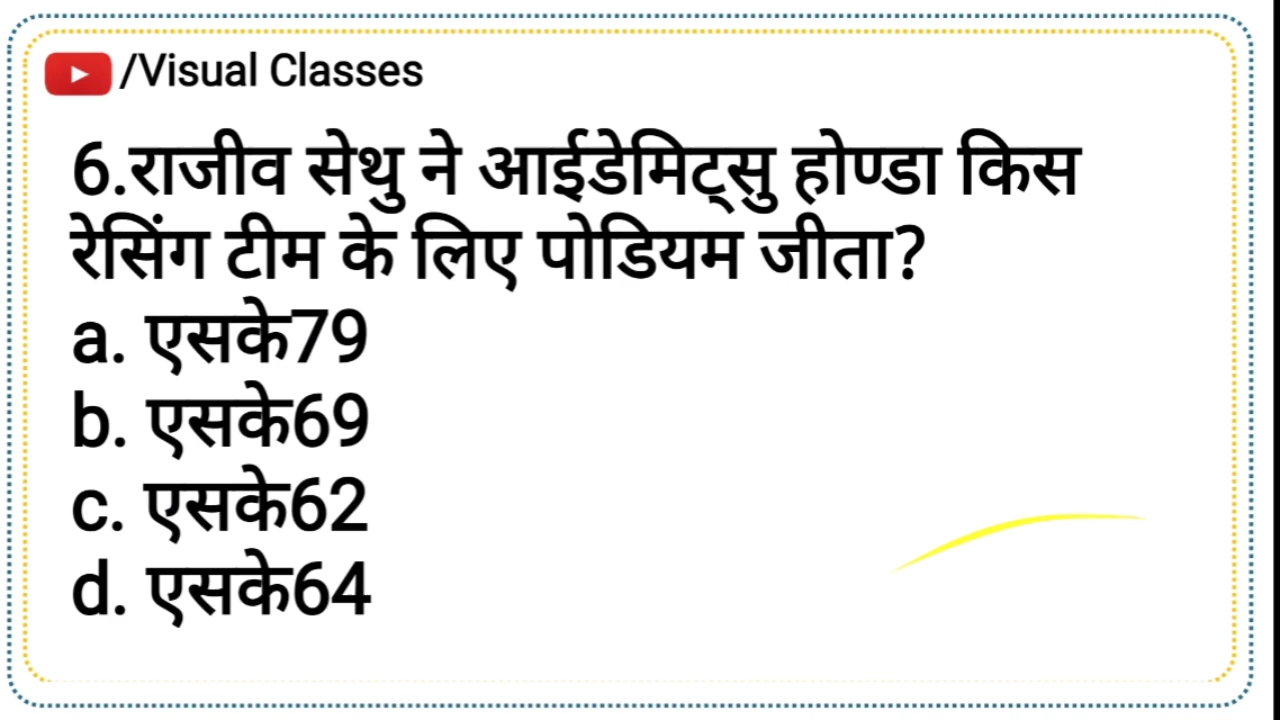 /Visual Classes
6.राजीव सेथु ने आईडेमिट्सु होण्डा किस
रेसिंग टीम के लिए पोडियम जीता?
a. एसके79
b. एसके69
c. एसके62
d. एसके64